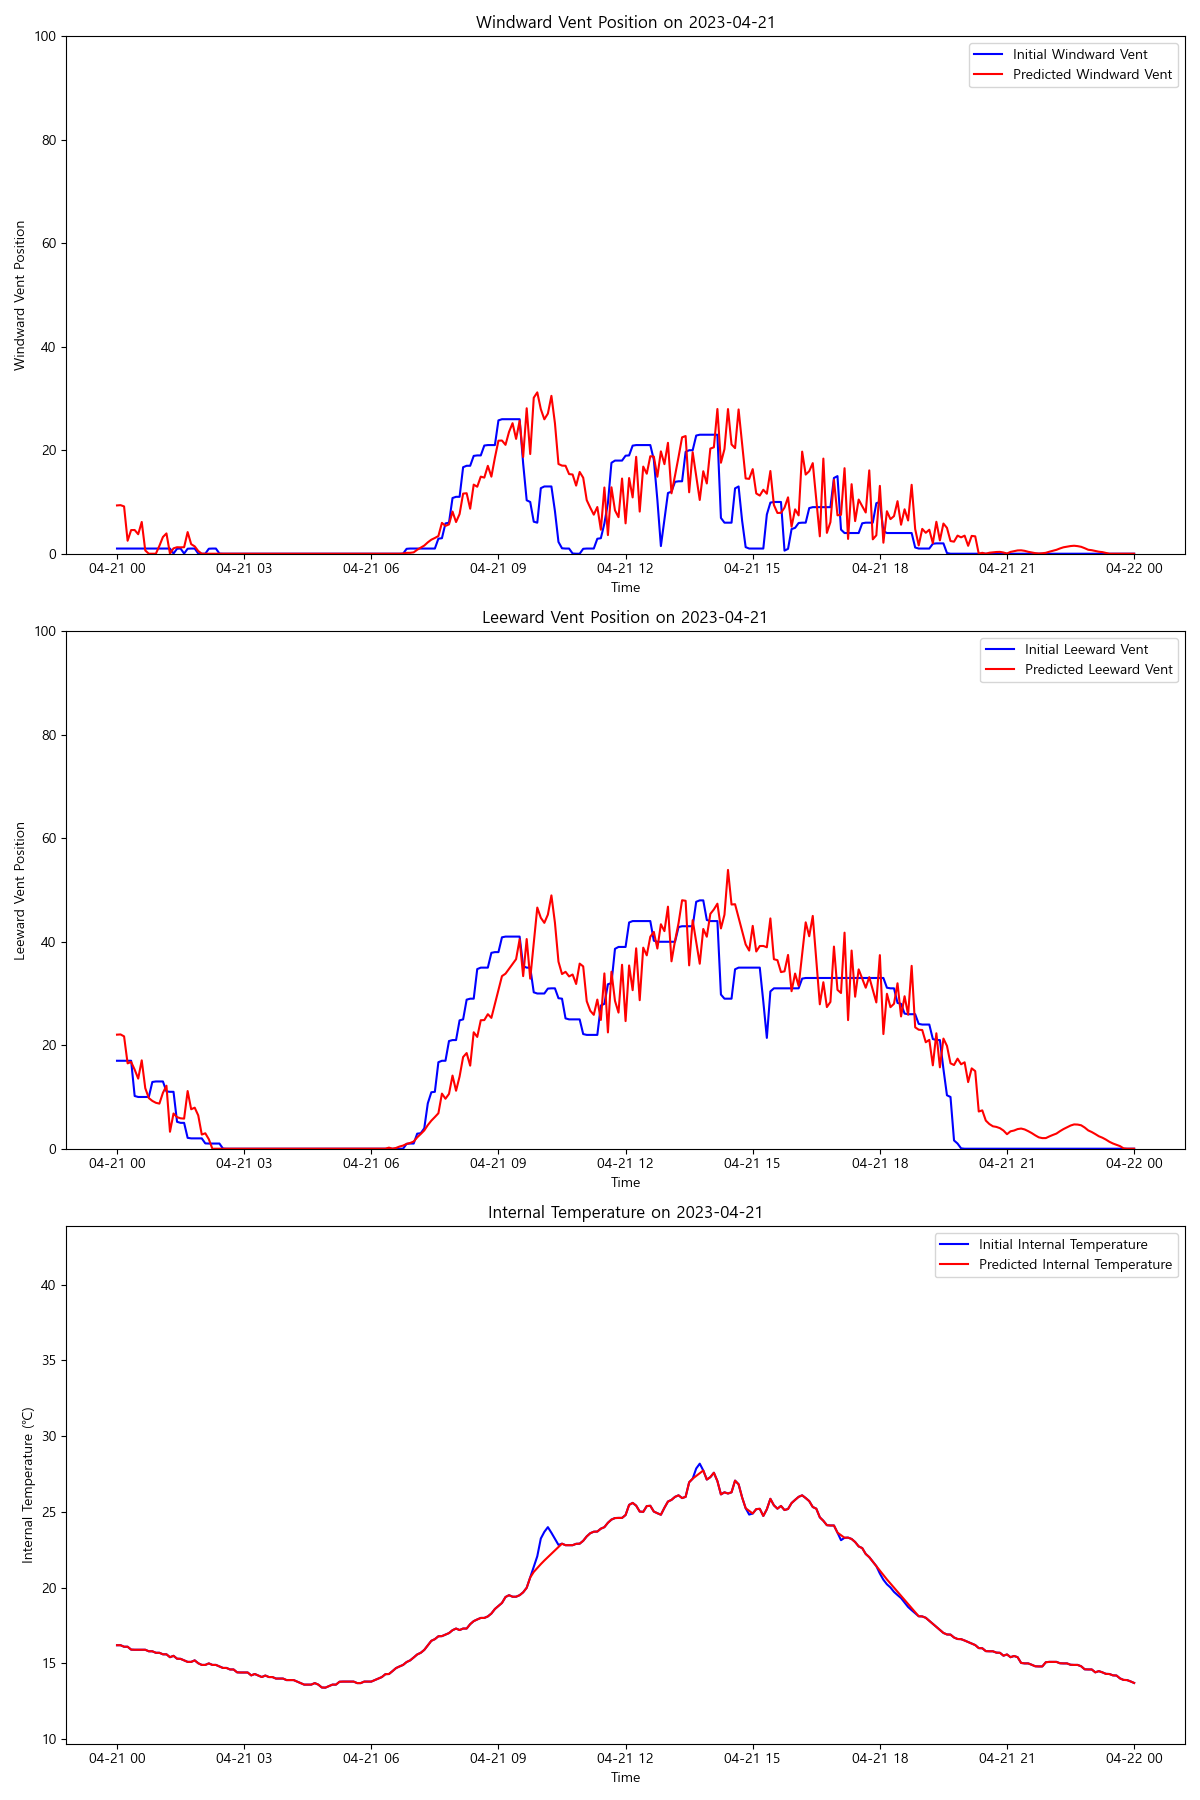 Windward Vent Position on 2023-04-21
Initial Windward Vent
Predicted Windward Vent
Windward Vent Position
100
80
60
40
20
0
04-21 00 04-21 03 04-21 06 04-21 09 04-21 12 04-21 15 04-21 18 04-21 21 04-22 00
Time
Leeward Vent Position on 2023-04-21
Initial Leeward Vent
Predicted Leeward Vent
Leeward Vent Position
100
80
60
40
20
0
04-21 00 04-21 03 04-21 06 04-21 09 04-21 12 04-21 15 04-21 18 04-21 21 04-22 00
Time
Internal Temperature on 2023-04-21
Initial Internal Temperature
Predicted Internal Temperature
Internal Temperature (℃)
40
35
30
25
20
15
10
04-21 00 04-21 03 04-21 06 04-21 09 04-21 12 04-21 15 04-21 18 04-21 21 04-22 00
Time